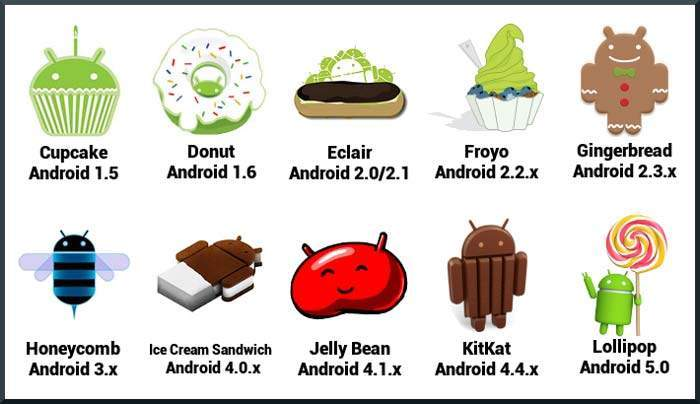 Cupcake
Android 1.5
Donut
Android 1.6
Eclair
Android 2.0/2.1
Froyo
Android 2.2.x
Gingerbread
Android 2.3.x
Honeycomb
Android 3.x
Ice Cream Sandwich
Android 4.0.x
Jelly Bean
Android 4.1.x
KitKat
Android 4.4.x
Lollipop
Android 5.0